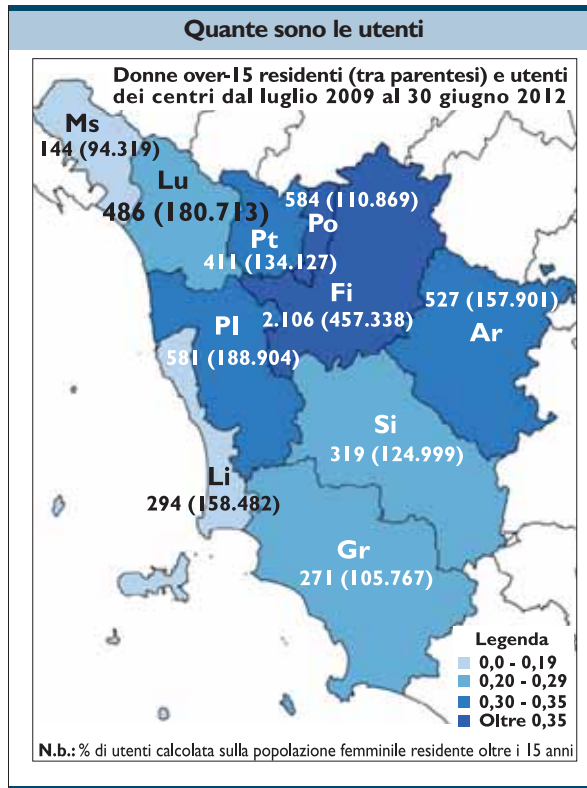 Quante sono le utenti
Donne over-15 residenti (tra parentesi) e utenti
dei centri dal luglio 2009 al 30 giugno 2012
Ms
144 (94.319)
Lu
486 (180.713)
584 (110.869)
Po
Pt
411 (134.127)
Fi
2.106 (457.338)
527 (157.901)
Ar
PI
581 (188.904)
Si
319 (124.999)
Li
294 (158.482)
Gr
271 (105.767)
Legenda
0,0 - 0,19
0,20 - 0,29
0,30 - 0,35
Oltre 0,35
N.b.: % di utenti calcolata sulla popolazione femminile residente oltre i 15 anni